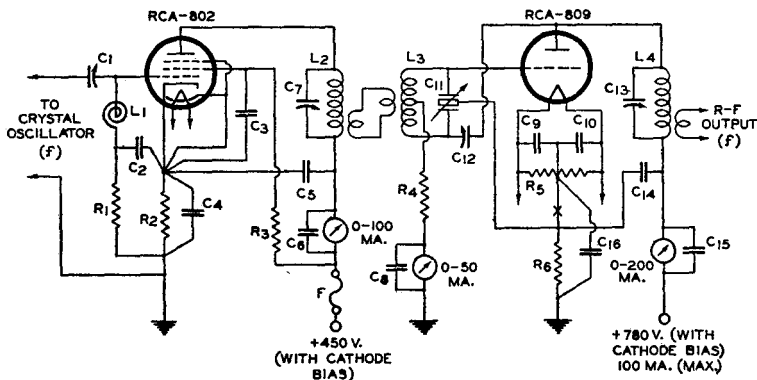 RCA-802
RCA-809
C1
L1
C2
TO
CRYSTAL
OSCILLATOR
(f)
R1
R2
C4
C3
R3
C5
C6
L2
C7
0-100
MA.
F
+450 V.
(WITH CATHODE
BIAS)
L3
C11
C12
R4
C8
0-50
MA.
C9
C10
R5
R6
C16
L4
C13
R-F
OUTPUT
(f)
C14
C15
0-200
MA.
+780 V. (WITH
CATHODE BIAS)
100 MA. (MAX.)